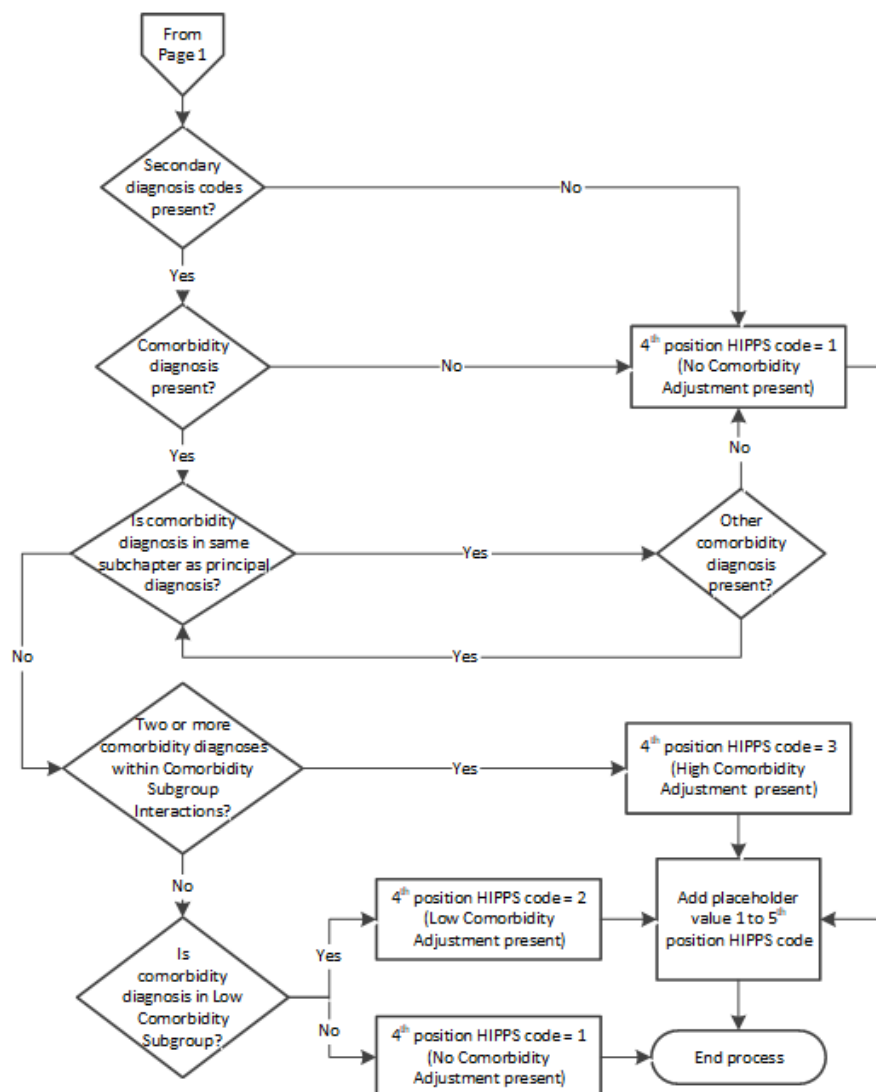 From
Page 1
Secondary
diagnosis codes
present?
No
Yes
Comorbidity
diagnosis
present?
No
4th position HIPPS code = 1
(No Comorbidity
Adjustment present)
Yes
No
Is comorbidity
diagnosis in same
subchapter as principal
diagnosis?
Yes
Other
comorbidity
diagnosis
present?
No
Yes
Two or more
comorbidity diagnoses
within Comorbidity
Subgroup
Interactions?
Yes
4th position HIPPS code = 3
(High Comorbidity
Adjustment present)
No
4th position HIPPS code = 2
(Low Comorbidity
Adjustment present)
Add placeholder
value 1 to 5th
position HIPPS code
Is
comorbidity
diagnosis in Low
Comorbidity
Subgroup?
Yes
No
4th position HIPPS code = 1
(No Comorbidity
Adjustment present)
End process